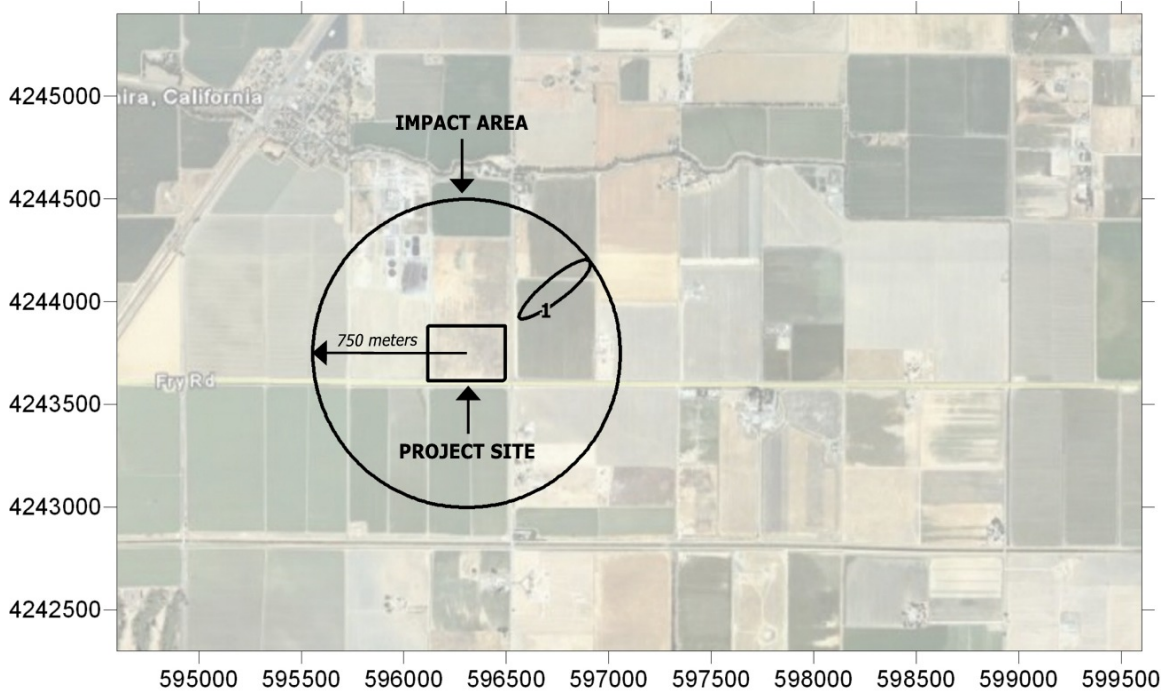 4245000
ira, California
IMPACT AREA
4244500
4244000
1
750 meters
Fry Rd
4243500
PROJECT SITE
4243000
4242500
595000 595500 596000 596500 597000 597500 598000 598500 599000 599500